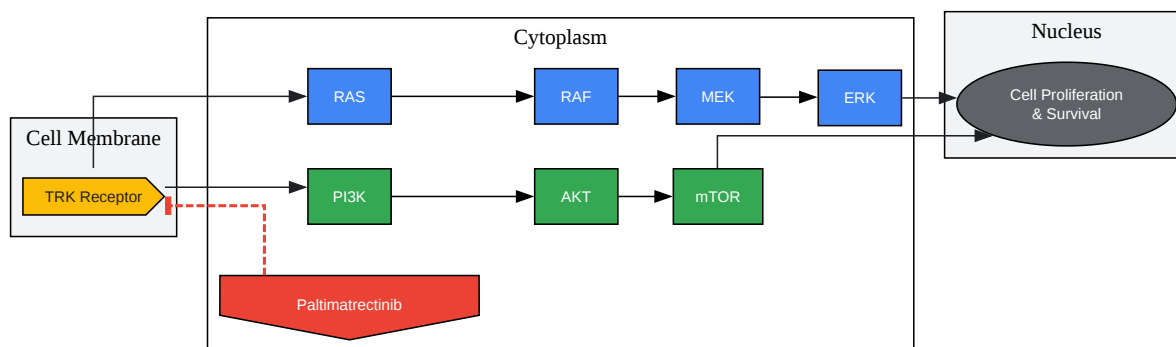 Cytoplasm
Nucleus
Cell Membrane
RAS
RAF
MEK
ERK
Cell Proliferation
& Survival
TRK Receptor
PI3K
AKT
mTOR
Paltimatrectinib